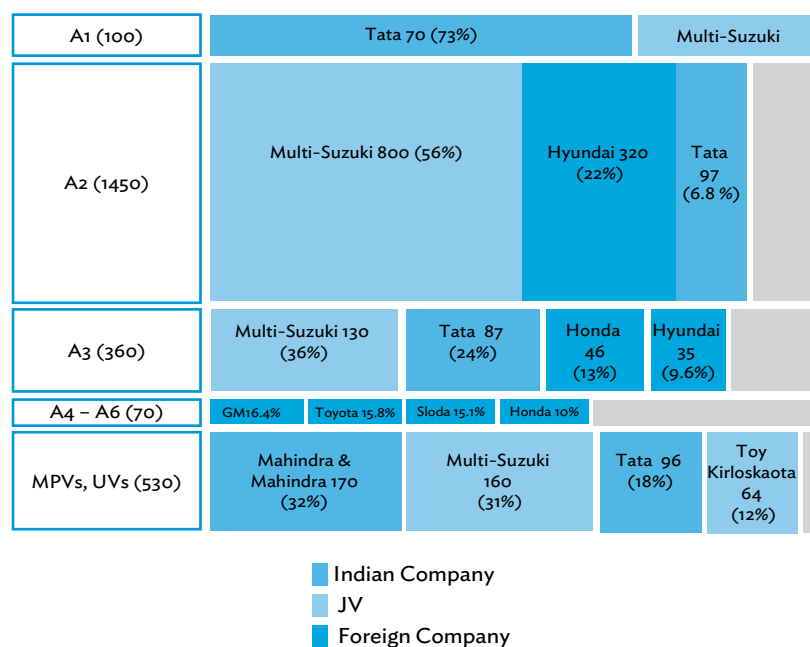 A1 (100)
Tata 70 (73%)
Multi-Suzuki
A2 (1450)
Multi-Suzuki 800 (56%)
Hyundai 320
(22%)
Tata
97
(6.8 %)
A3 (360)
Multi-Suzuki 130
(36%)
Tata 87
(24%)
Honda
46
(13%)
Hyundai
35
(9.6%)
A4 – A6 (70)
GM16.4%
Toyota 15.8%
Sloda 15.1%
Honda 10%
MPVs, UVs (530)
Mahindra &
Mahindra 170
(32%)
Multi-Suzuki
160
(31%)
Tata 96
(18%)
Toy
Kirloskaota
64
(12%)
Indian Company
JV
Foreign Company